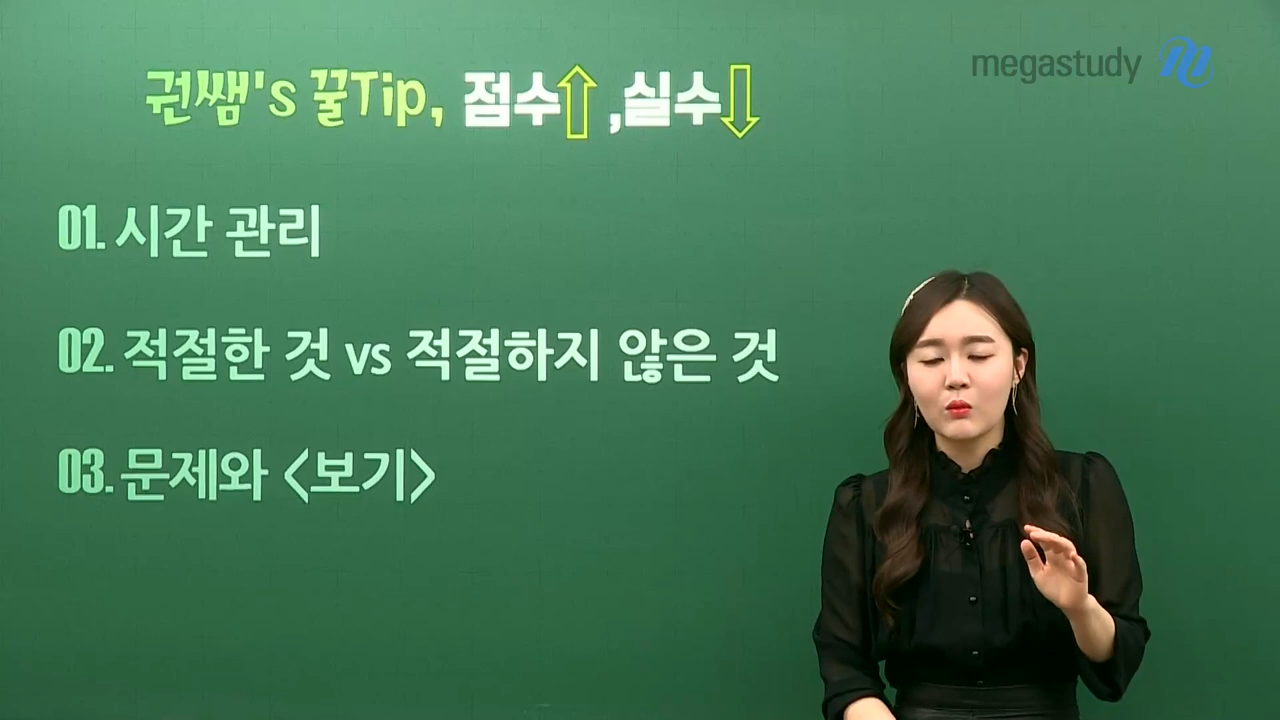 megastudy
권쌤's 꿀Tip, 점수⇧ ,실수⇩
01. 시간 관리
02. 적절한 것 vs 적절하지 않은 것
03. 문제와 <보기>